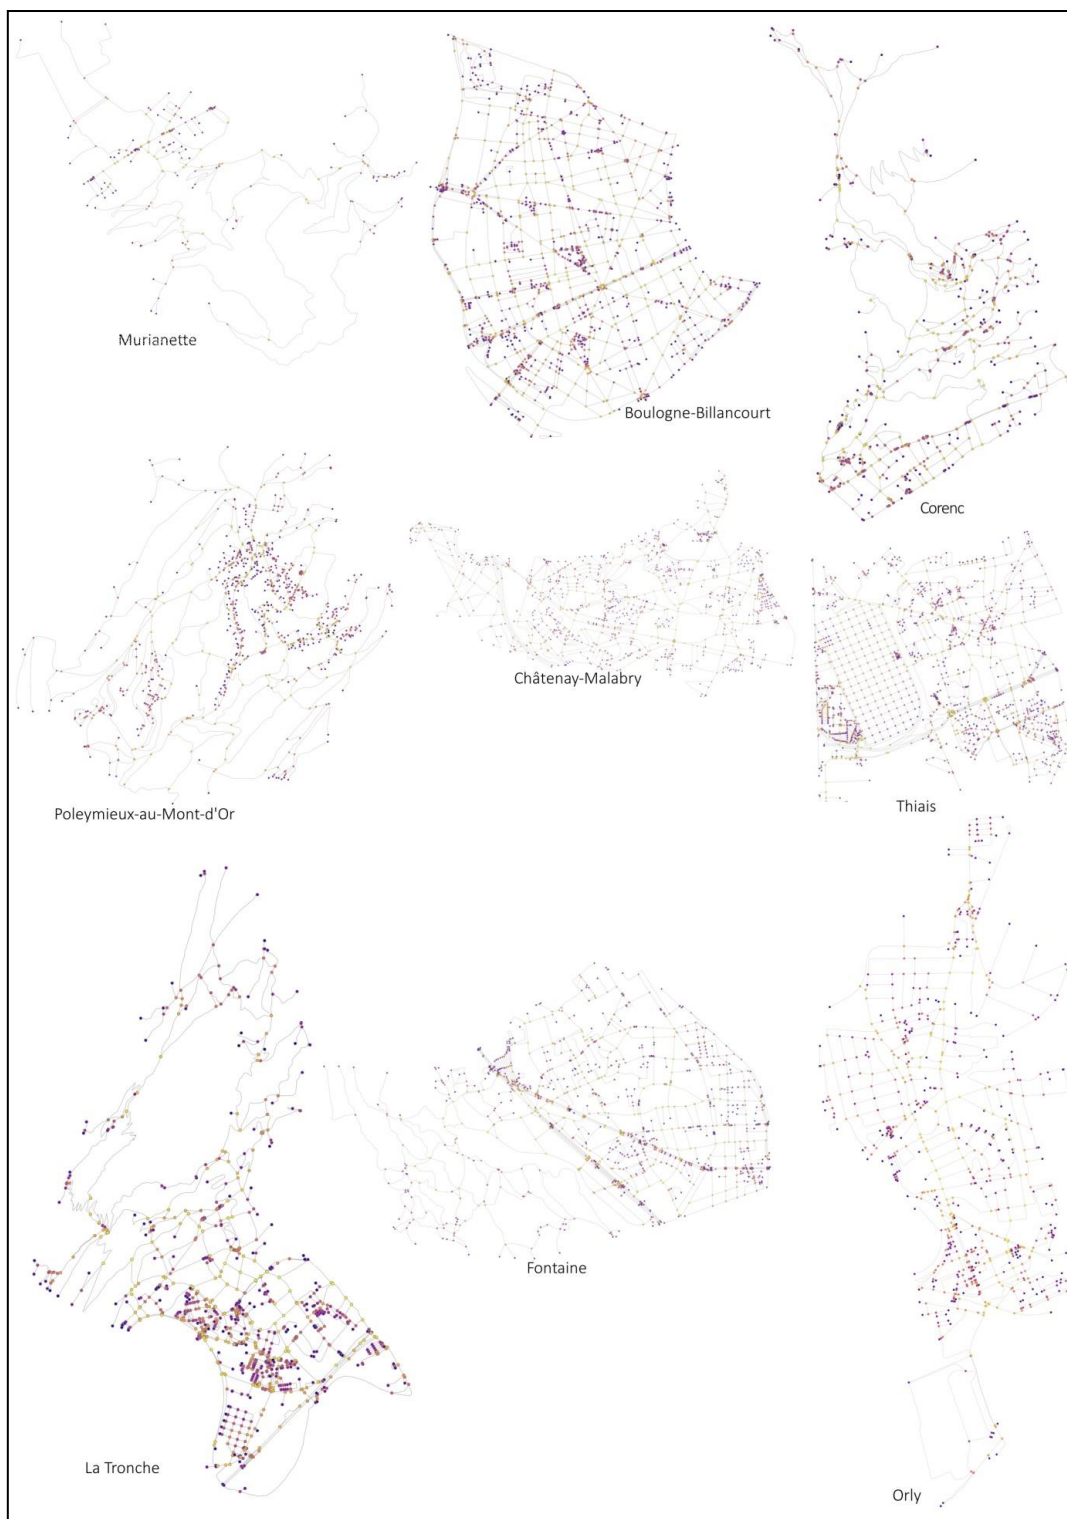 Murianette
Boulogne-Billancourt
Corenc
Châtenay-Malabry
Poleymieux-au-Mont-d'Or
Thiais
Fontaine
La Tronche
Orly